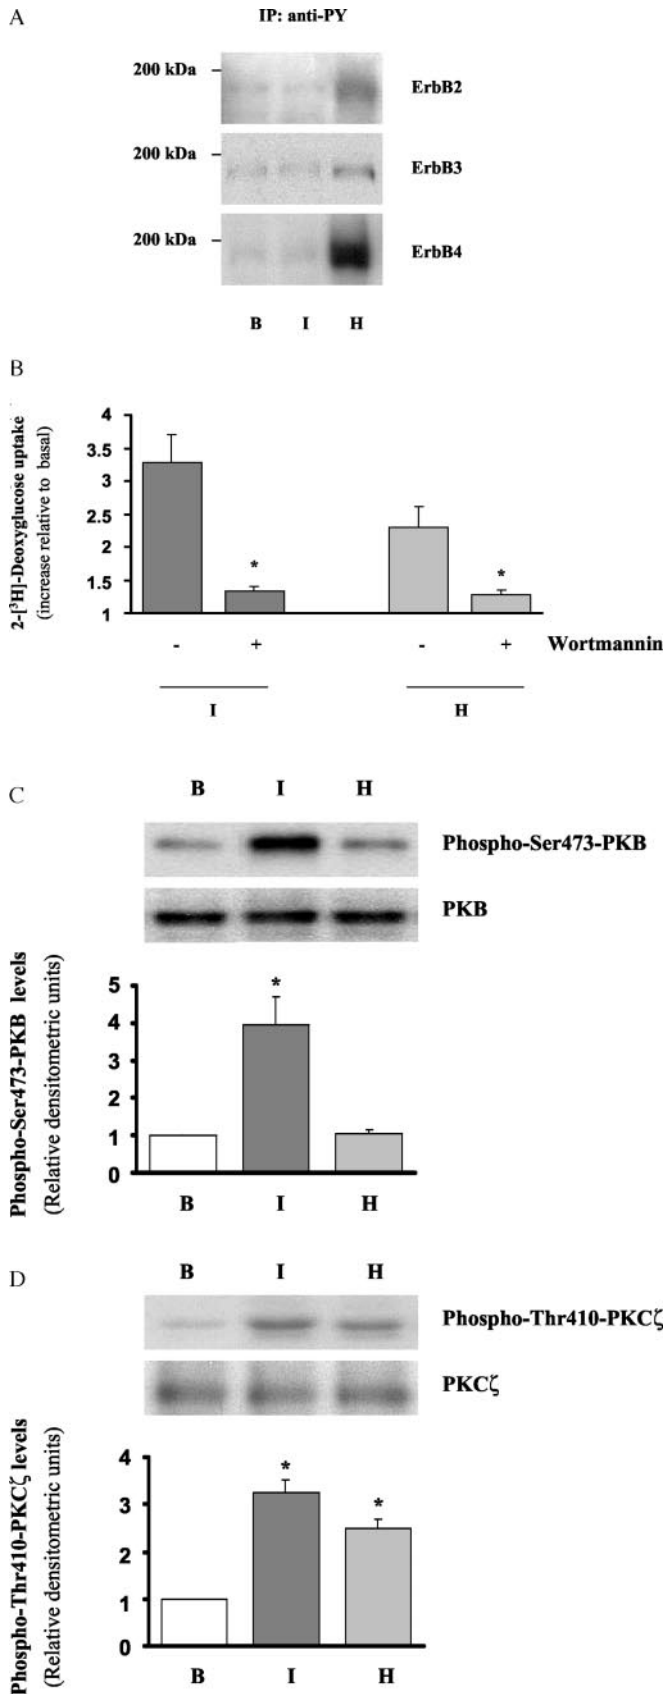 A
IP: anti-PY
200 kDa
ErbB2
200 kDa
ErbB3
200 kDa
ErbB4
B I H
B
2-[³H]-Deoxyglucose uptake
(increase relative to basal)
4
3.5
3
2.5
2
1.5
1
- + - + Wortmannin
I H
C
B I H
Phospho-Ser473-PKB
PKB
Phospho-Ser473-PKB levels
(Relative densitometric units)
5
4
3
2
1
0
*
B I H
D
B I H
Phospho-Thr410-PKCζ
PKCζ
Phospho-Thr410-PKCζ levels
(Relative densitometric units)
4
3
2
1
0
* *
B I H